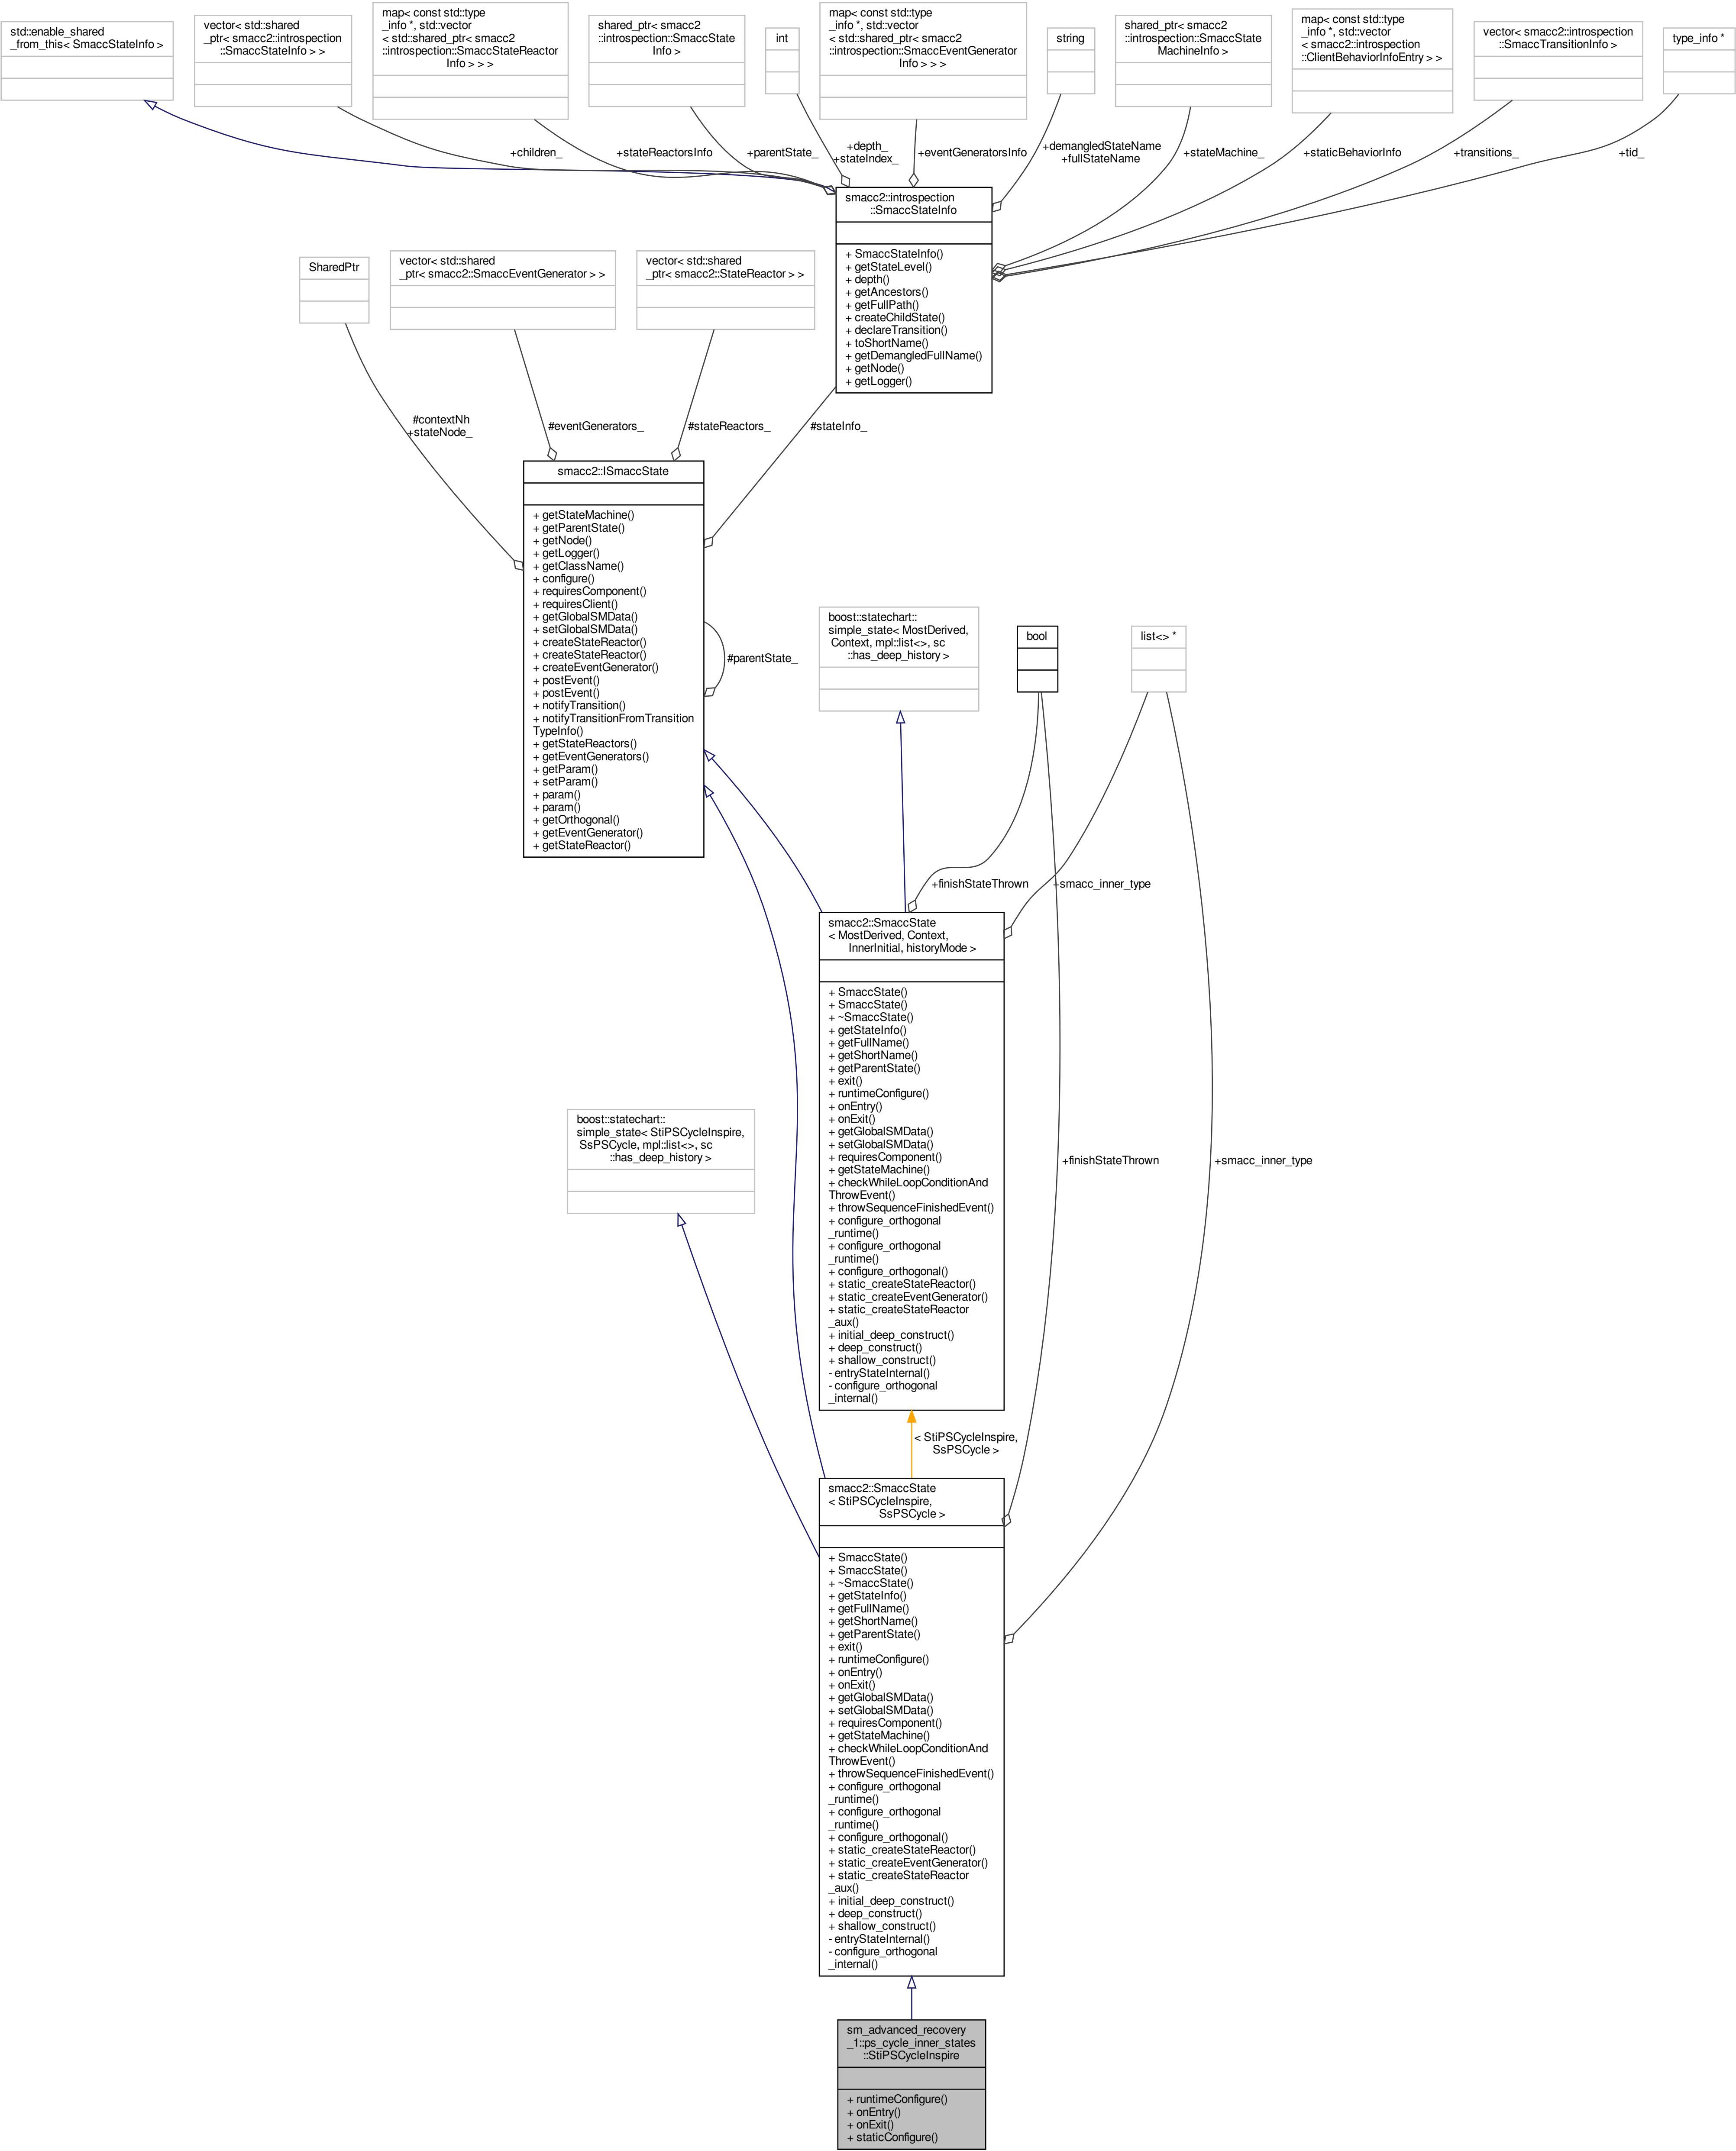 std::enable_shared
_from_this< SmaccStateInfo >
vector< std::shared
_ptr< smacc2::introspection
::SmaccStateInfo > >
map< const std::type
_info *, std::vector
< std::shared_ptr< smacc2
::introspection::SmaccStateReactor
Info > > >
shared_ptr< smacc2
::introspection::SmaccState
Info >
int
map< const std::type
_info *, std::vector
< std::shared_ptr< smacc2
::introspection::SmaccEventGenerator
Info > > >
string
shared_ptr< smacc2
::introspection::SmaccState
MachineInfo >
map< const std::type
_info *, std::vector
< smacc2::introspection
::ClientBehaviorInfoEntry > >
vector< smacc2::introspection
::SmaccTransitionInfo >
type_info *
+children_
+stateReactorsInfo
+parentState_
+depth_
+stateIndex_
+eventGeneratorsInfo
+demangledStateName
+fullStateName
+stateMachine_
+staticBehaviorInfo
+transitions_
+tid_
smacc2::introspection
::SmaccStateInfo
+ SmaccStateInfo()
+ getStateLevel()
+ depth()
+ getAncestors()
+ getFullPath()
+ createChildState()
+ declareTransition()
+ toShortName()
+ getDemangledFullName()
+ getNode()
+ getLogger()
SharedPtr
vector< std::shared
_ptr< smacc2::SmaccEventGenerator > >
vector< std::shared
_ptr< smacc2::StateReactor > >
#contextNh
+stateNode_
#eventGenerators_
#stateReactors_
#stateInfo_
smacc2::ISmaccState
+ getStateMachine()
+ getParentState()
+ getNode()
+ getLogger()
+ getClassName()
+ configure()
+ requiresComponent()
+ requiresClient()
+ getGlobalSMData()
+ setGlobalSMData()
+ createStateReactor()
+ createStateReactor()
+ createEventGenerator()
+ postEvent()
+ postEvent()
+ notifyTransition()
+ notifyTransitionFromTransition
TypeInfo()
+ getStateReactors()
+ getEventGenerators()
+ getParam()
+ setParam()
+ param()
+ param()
+ getOrthogonal()
+ getEventGenerator()
+ getStateReactor()
#parentState_
boost::statechart::
simple_state< MostDerived,
Context, mpl::list<>, sc
::has_deep_history >
bool
list<> *
+finishStateThrown
+smacc_inner_type
smacc2::SmaccState
< MostDerived, Context,
InnerInitial, historyMode >
+ SmaccState()
+ SmaccState()
+ ~SmaccState()
+ getStateInfo()
+ getFullName()
+ getShortName()
+ getParentState()
+ exit()
+ runtimeConfigure()
+ onEntry()
+ onExit()
+ getGlobalSMData()
+ setGlobalSMData()
+ requiresComponent()
+ getStateMachine()
+ checkWhileLoopConditionAnd
ThrowEvent()
+ throwSequenceFinishedEvent()
+ configure_orthogonal
_runtime()
+ configure_orthogonal
_runtime()
+ configure_orthogonal()
+ static_createStateReactor()
+ static_createEventGenerator()
+ static_createStateReactor
_aux()
+ initial_deep_construct()
+ deep_construct()
+ shallow_construct()
- entryStateInternal()
- configure_orthogonal
_internal()
boost::statechart::
simple_state< StiPSCycleInspire,
SsPSCycle, mpl::list<>, sc
::has_deep_history >
+finishStateThrown
+smacc_inner_type
< StiPSCycleInspire,
SsPSCycle >
smacc2::SmaccState
< StiPSCycleInspire,
SsPSCycle >
+ SmaccState()
+ SmaccState()
+ ~SmaccState()
+ getStateInfo()
+ getFullName()
+ getShortName()
+ getParentState()
+ exit()
+ runtimeConfigure()
+ onEntry()
+ onExit()
+ getGlobalSMData()
+ setGlobalSMData()
+ requiresComponent()
+ getStateMachine()
+ checkWhileLoopConditionAnd
ThrowEvent()
+ throwSequenceFinishedEvent()
+ configure_orthogonal
_runtime()
+ configure_orthogonal
_runtime()
+ configure_orthogonal()
+ static_createStateReactor()
+ static_createEventGenerator()
+ static_createStateReactor
_aux()
+ initial_deep_construct()
+ deep_construct()
+ shallow_construct()
- entryStateInternal()
- configure_orthogonal
_internal()
sm_advanced_recovery
_1::ps_cycle_inner_states
::StiPSCycleInspire
+ runtimeConfigure()
+ onEntry()
+ onExit()
+ staticConfigure()